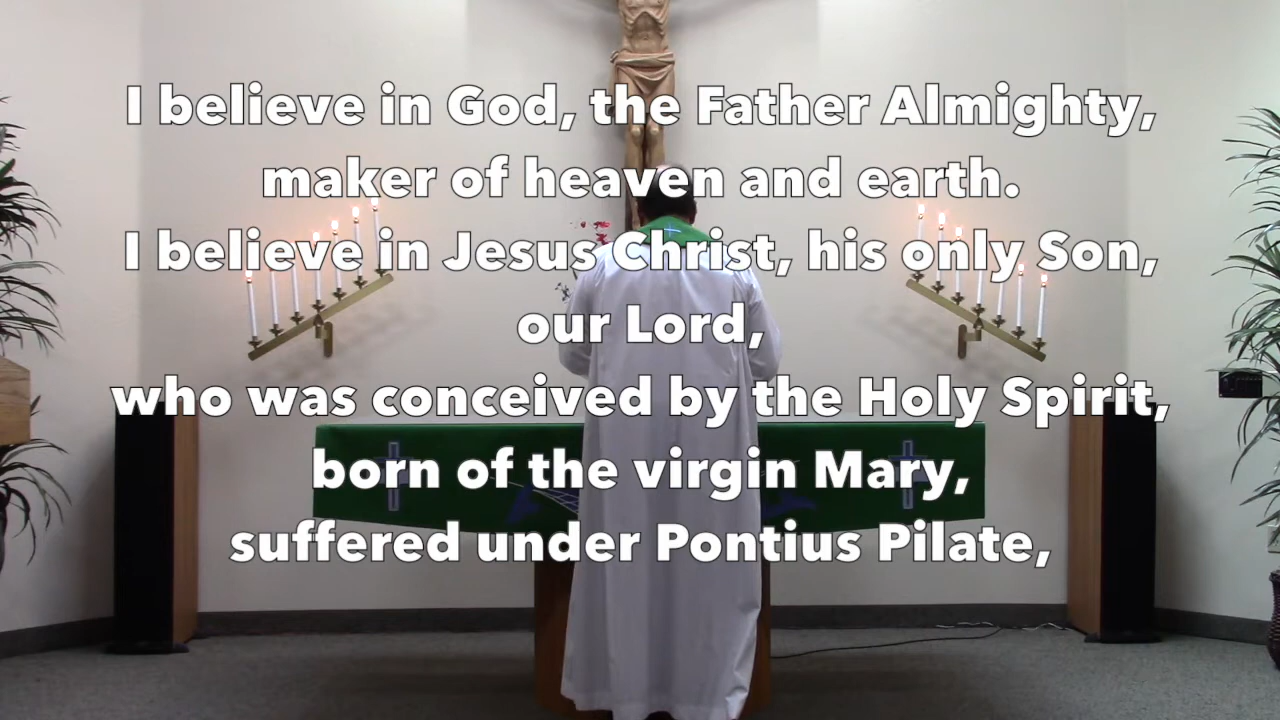 I believe in God, the Father Almighty,
maker of heaven and earth.
I believe in Jesus Christ, his only Son,
our Lord,
who was conceived by the Holy Spirit,
born of the virgin Mary,
suffered under Pontius Pilate,